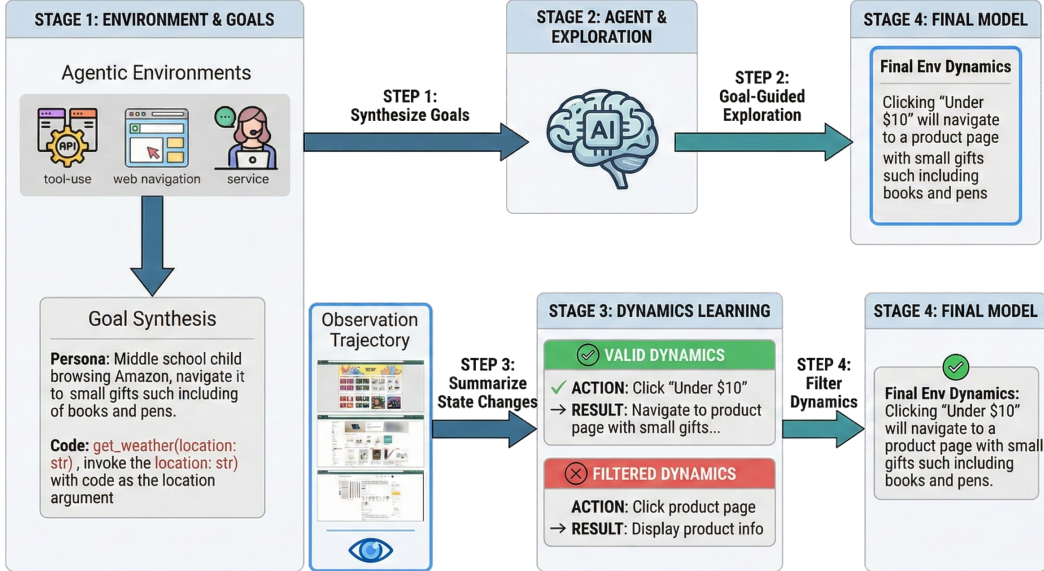 STAGE 1: ENVIRONMENT & GOALS
Agentic Environments
API
tool-use
web navigation
service
Goal Synthesis
Persona: Middle school child
browsing Amazon, navigate it
to small gifts such including
of books and pens.
Code: get_weather(location:
str) , invoke the location: str)
with code as the location
argument
STEP 1:
Synthesize Goals
STAGE 2: AGENT &
EXPLORATION
AI
STEP 2:
Goal-Guided
Exploration
STAGE 4: FINAL MODEL
Final Env Dynamics
Clicking “Under
$10” will navigate
to a product page
with small gifts
such including
books and pens
Observation
Trajectory
STEP 3:
Summarize
State Changes
STAGE 3: DYNAMICS LEARNING
VALID DYNAMICS
ACTION: Click “Under $10”
→ RESULT: Navigate to product
page with small gifts...
FILTERED DYNAMICS
ACTION: Click product page
→ RESULT: Display product info
STEP 4:
Filter
Dynamics
STAGE 4: FINAL MODEL
Final Env Dynamics:
Clicking “Under $10”
will navigate to a
product page with small
gifts such including
books and pens.